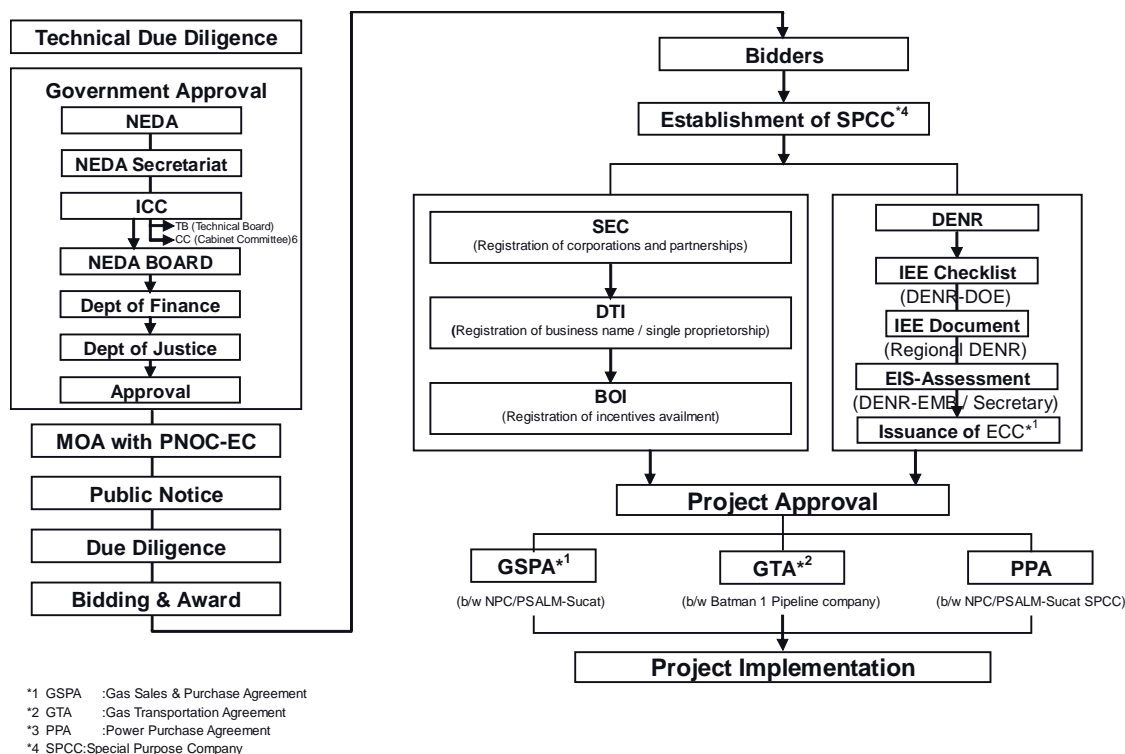 Technical Due Diligence
Government Approval
NEDA
NEDA Secretariat
ICC
TB (Technical Board)
CC (Cabinet Committee)6
NEDA BOARD
Dept of Finance
Dept of Justice
Approval
MOA with PNOC-EC
Public Notice
Due Diligence
Bidding & Award
Bidders
Establishment of SPCC*4
SEC
(Registration of corporations and partnerships)
DTI
(Registration of business name / single propriortorship)
BOI
(Registration of incentives availment)
DENR
IEE Checklist
(DENR-DOE)
IEE Document
(Regional DENR)
EIS-Assessment
(DENR-EMB / Secretary)
Issuance of ECC*1
Project Approval
GSPA*1
(b/w NPC/PSALM-Sucat)
GTA*2
(b/w Batman 1 Pipeline company)
PPA
(b/w NPC/PSALM-Sucat SPCC)
Project Implementation
*1 GSPA :Gas Sales & Purchase Agreement
*2 GTA :Gas Transportation Agreement
*3 PPA :Power Purchase Agreement
*4 SPCC:Special Purpose Company